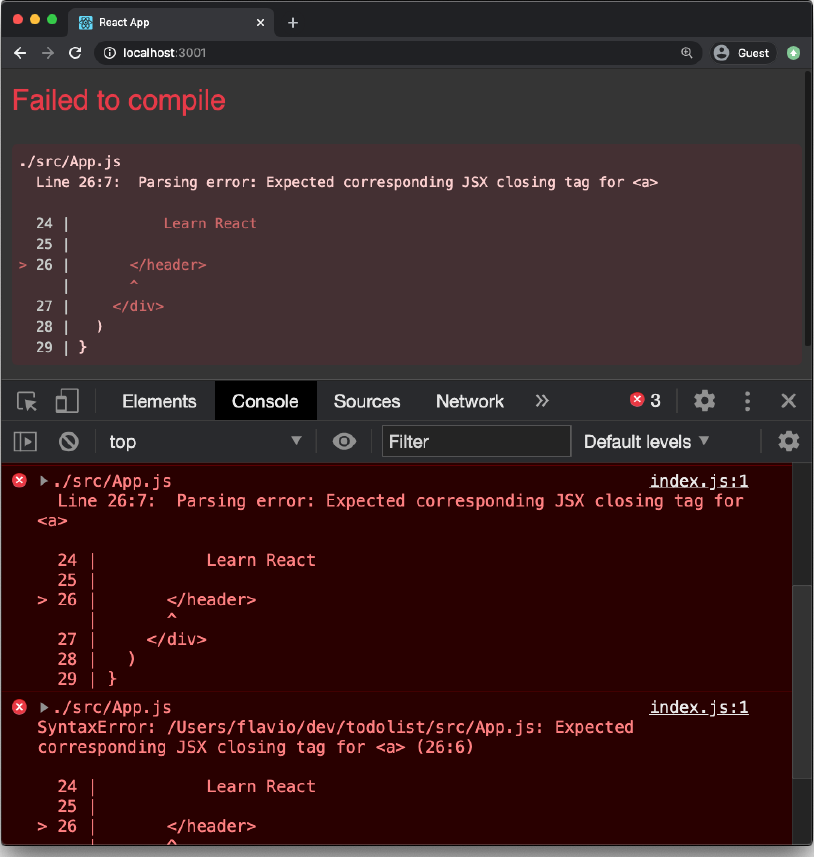 React App
localhost:3001
Guest
Failed to compile
./src/App.js
  Line 26:7:  Parsing error: Expected corresponding JSX closing tag for <a>
  24 |           Learn React
  25 |
> 26 |       </header>
     |       ^
  27 |     </div>
  28 |   )
  29 | }
Elements Console Sources Network » 3
top Filter Default levels
./src/App.js index.js:1
  Line 26:7:  Parsing error: Expected corresponding JSX closing tag for
<a>
  24 |           Learn React
  25 |
> 26 |       </header>
     |       ^
  27 |     </div>
  28 |   )
  29 | }
./src/App.js index.js:1
SyntaxError: /Users/flavio/dev/todolist/src/App.js: Expected
corresponding JSX closing tag for <a> (26:6)
  24 |           Learn React
  25 |
> 26 |       </header>
     |       ^